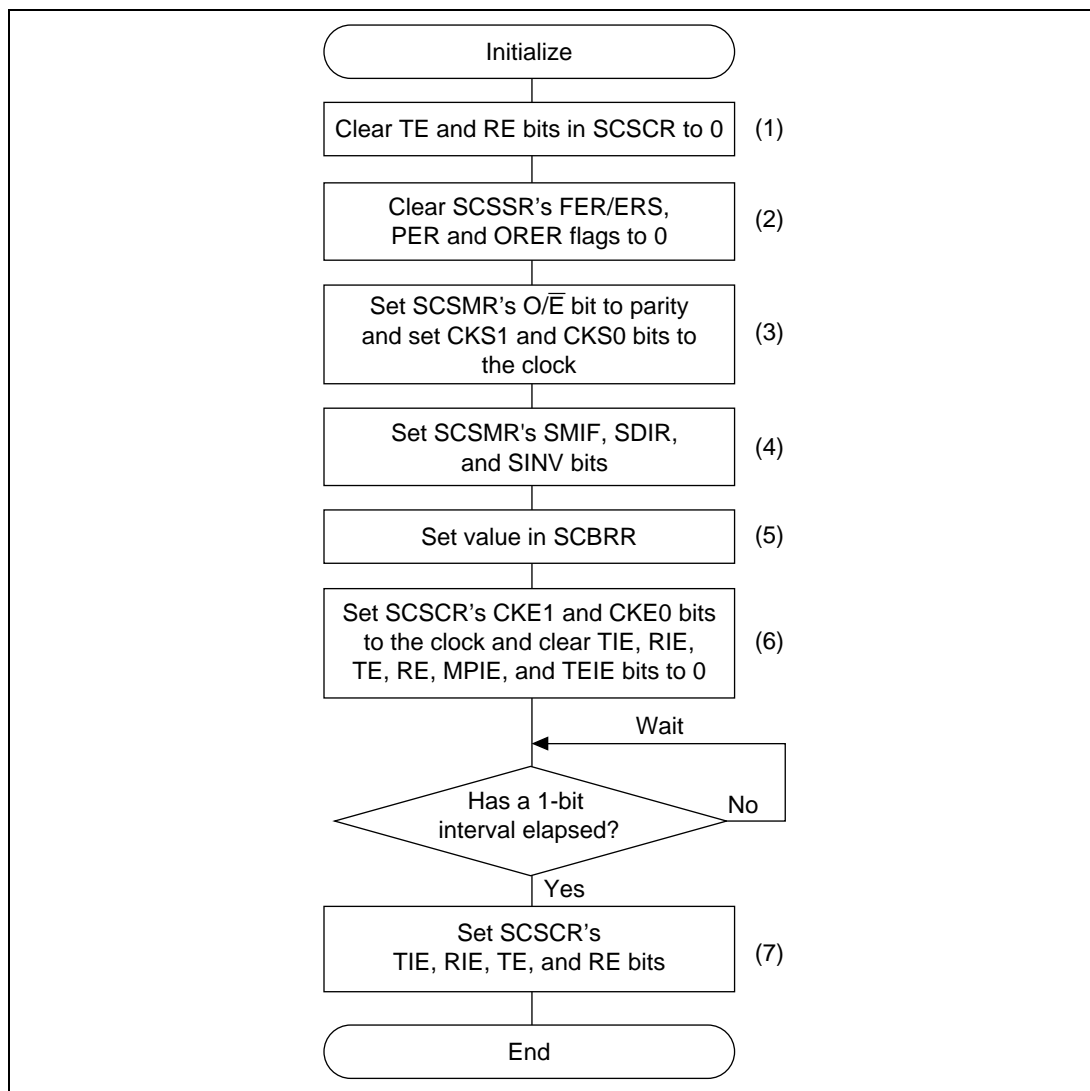 Initialize
Clear TE and RE bits in SCSCR to 0
(1)
Clear SCSSR’s FER/ERS,
PER and ORER flags to 0
(2)
Set SCSMR’s O/E̅ bit to parity
and set CKS1 and CKS0 bits to
the clock
(3)
Set SCSMR's SMIF, SDIR,
and SINV bits
(4)
Set value in SCBRR
(5)
Set SCSCR’s CKE1 and CKE0 bits
to the clock and clear TIE, RIE,
TE, RE, MPIE, and TEIE bits to 0
(6)
Wait
Has a 1-bit
interval elapsed?
No
Yes
Set SCSCR’s
TIE, RIE, TE, and RE bits
(7)
End